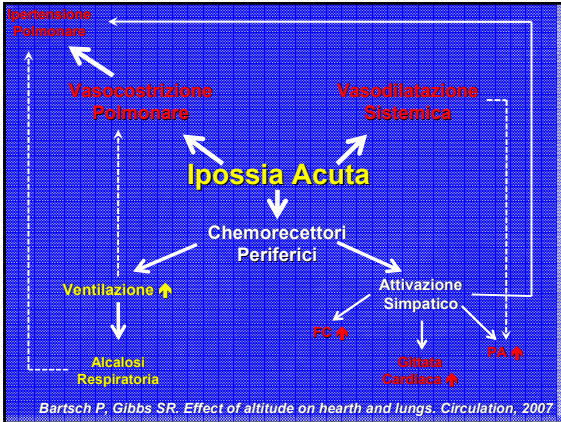 Ipertensione
Polmonare
Vasocostrizione
Polmonare
Vasodilatazione
Sistemica
Ipossia Acuta
Chemorecettori
Periferici
Ventilazione ↑
Attivazione
Simpatico
FC ↑
Gittata
Cardiaca ↑
PA ↑
Alcalosi
Respiratoria
Bartsch P, Gibbs SR. Effect of altitude on hearth and lungs. Circulation, 2007